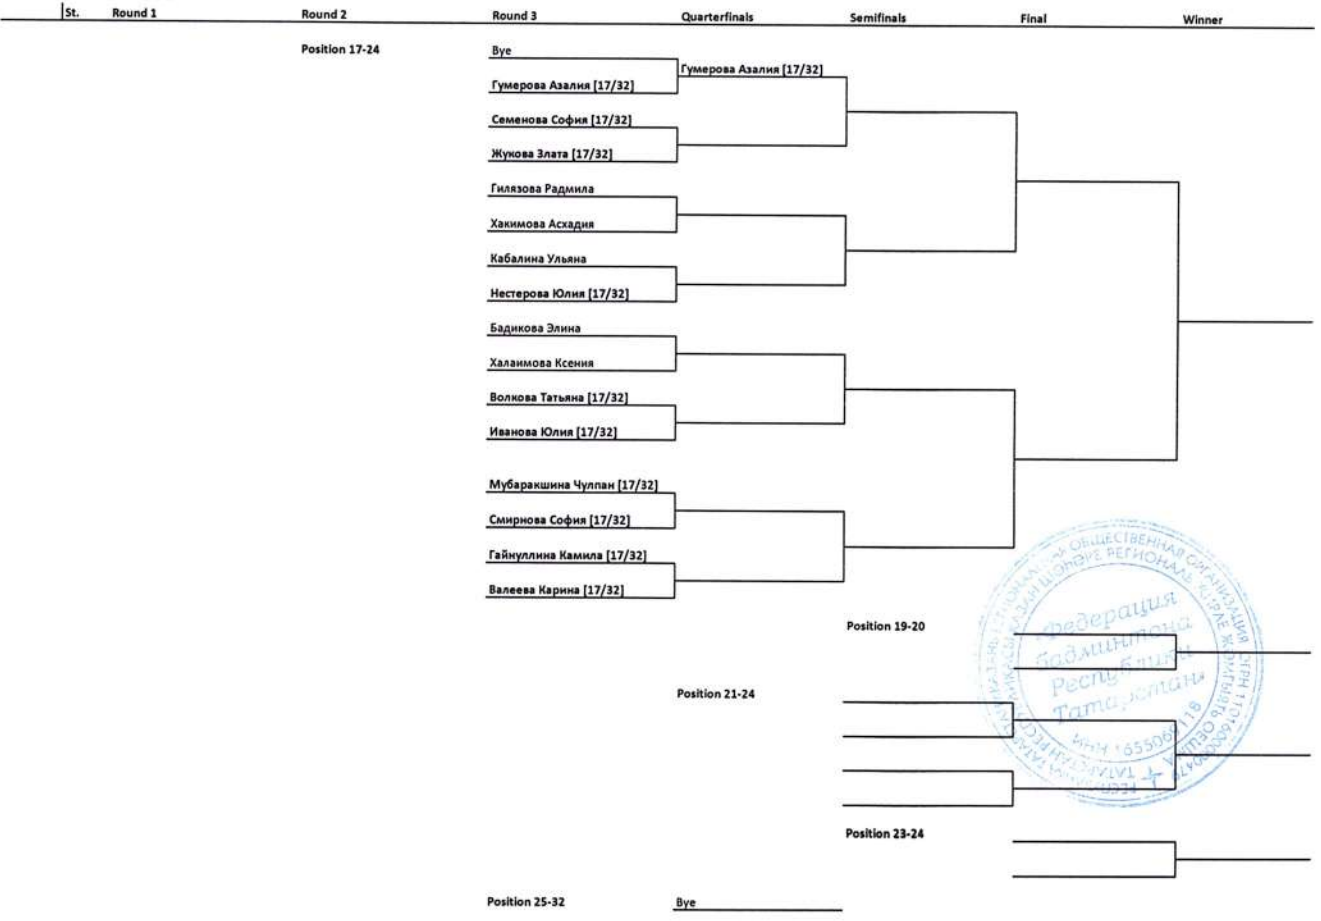 St. Round 1 Round 2 Round 3 Quarterfinals Semifinals Final Winner
Position 17-24
Bye
Гумерова Азалия [17/32]
Гумерова Азалия [17/32]
Семенова София [17/32]
Жукова Злата [17/32]
Гилязова Радмила
Хакимова Асхадия
Кабалина Ульяна
Нестерова Юлия [17/32]
Бадикова Элина
Халаимова Ксения
Волкова Татьяна [17/32]
Иванова Юлия [17/32]
Мубаракшина Чулпан [17/32]
Смирнова София [17/32]
Гайнуллина Камила [17/32]
Валеева Карина [17/32]
Position 19-20
Федерация
бадминтона
Республики
Татарстан
Position 21-24
Position 23-24
Position 25-32
Bye